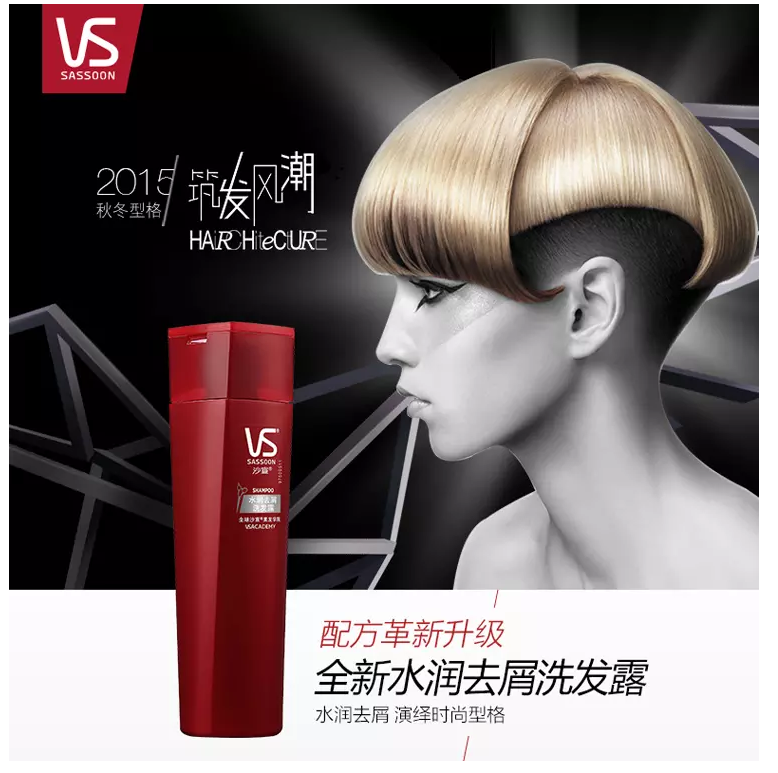 VS
SASSOON
2015
秋冬型格
筑发风潮
HAiRCHiteCtURE
VS
SASSOON
沙宣®
SHAMPOO
水润去屑
洗发露
VSACADEMY
配方革新升级
全新水润去屑洗发露
水润去屑 演绎时尚型格